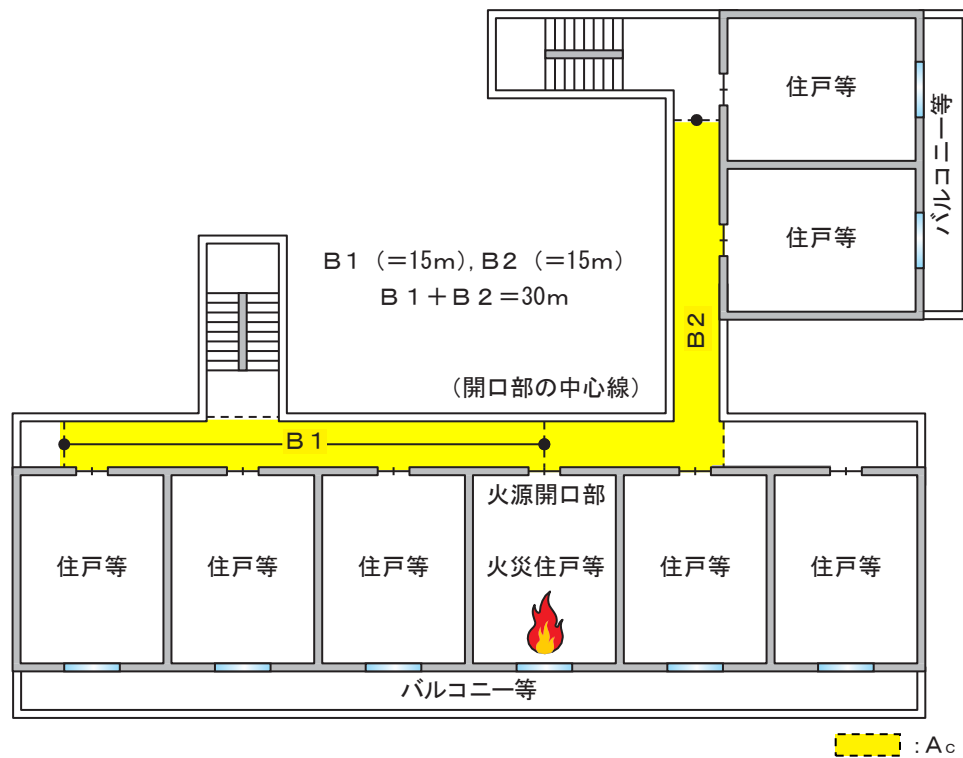 住戸等
バルコニー等
住戸等
B1（=15m）, B2（=15m）
B1＋B2＝30m
B2
（開口部の中心線）
B1
火源開口部
住戸等
住戸等
住戸等
火災住戸等
住戸等
住戸等
バルコニー等
：Ac